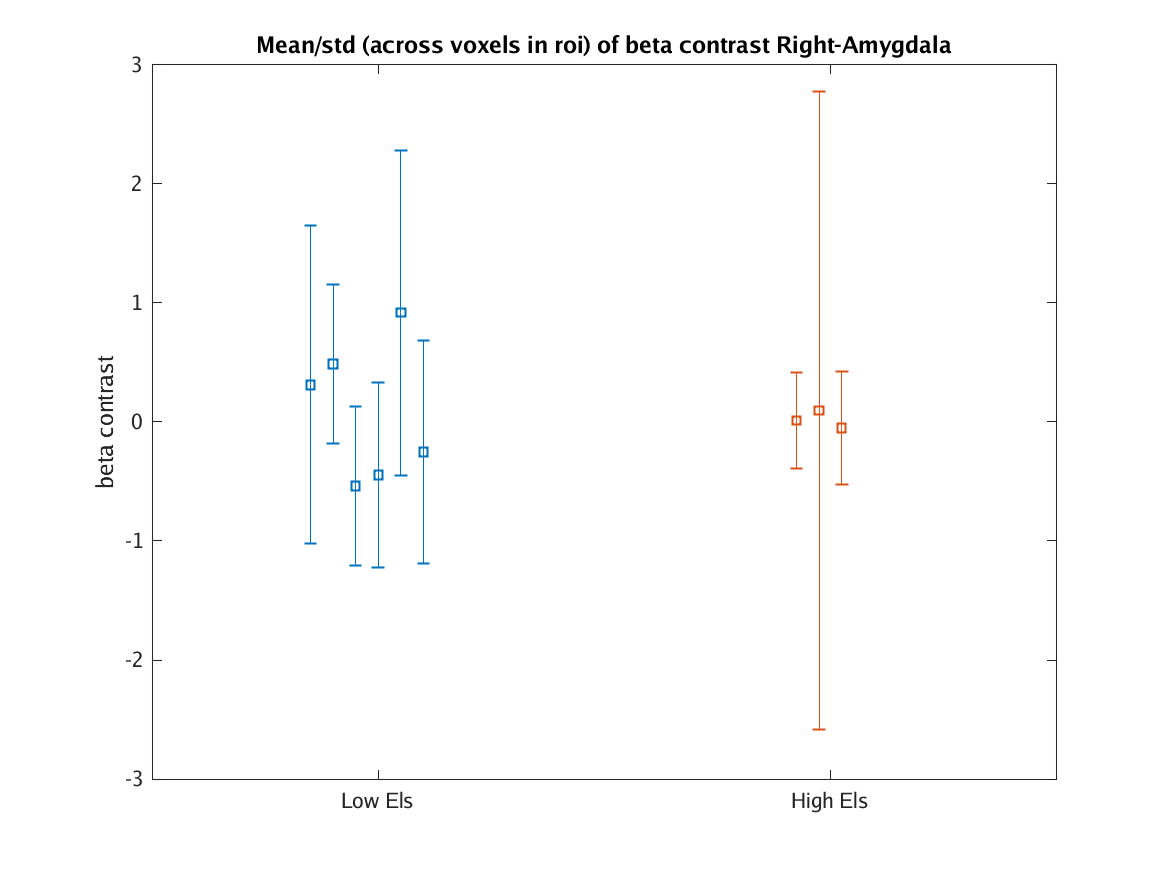 Mean/std (across voxels in roi) of beta contrast Right-Amygdala
3
2
1
0
-1
-2
-3
beta contrast
Low Els
High Els